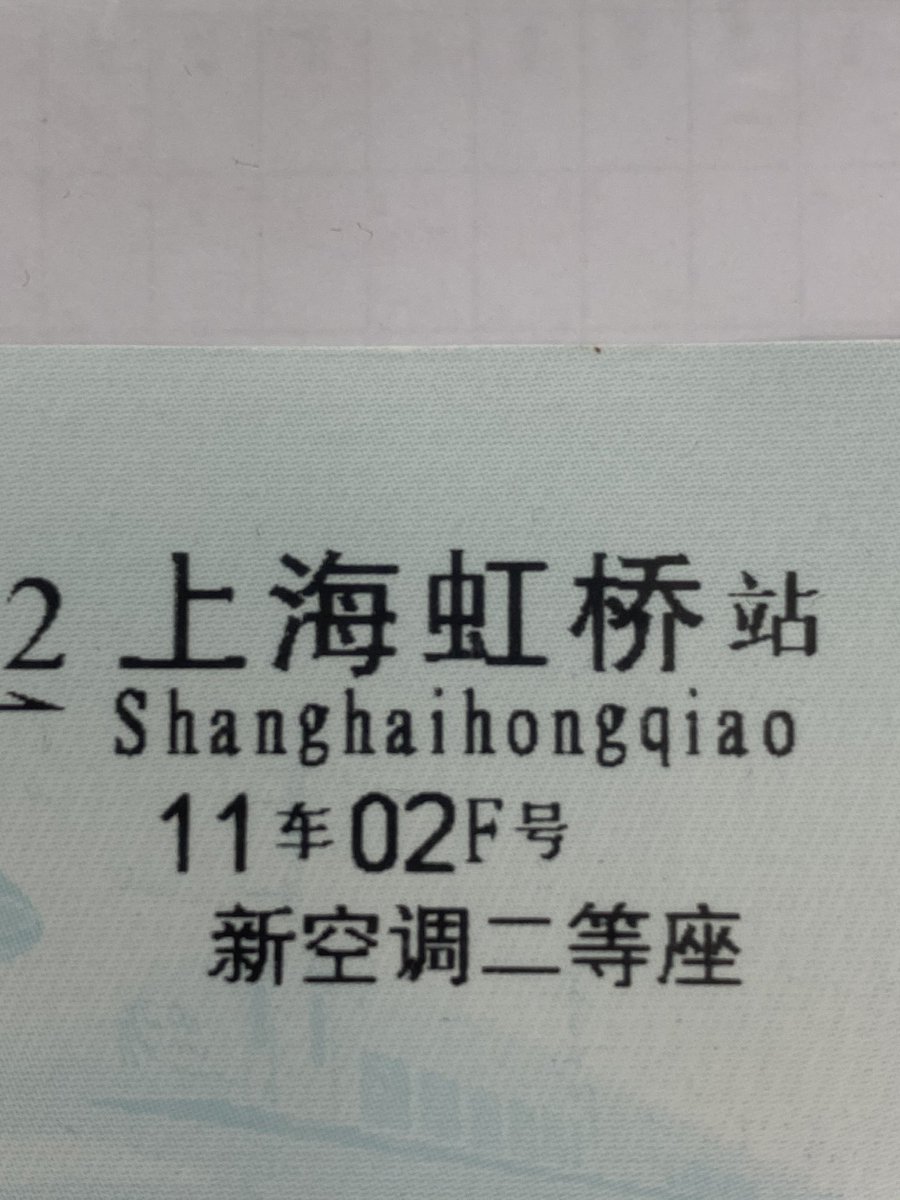 2 上海虹桥站
Shanghaihongqiao
11车02F号
新空调二等座